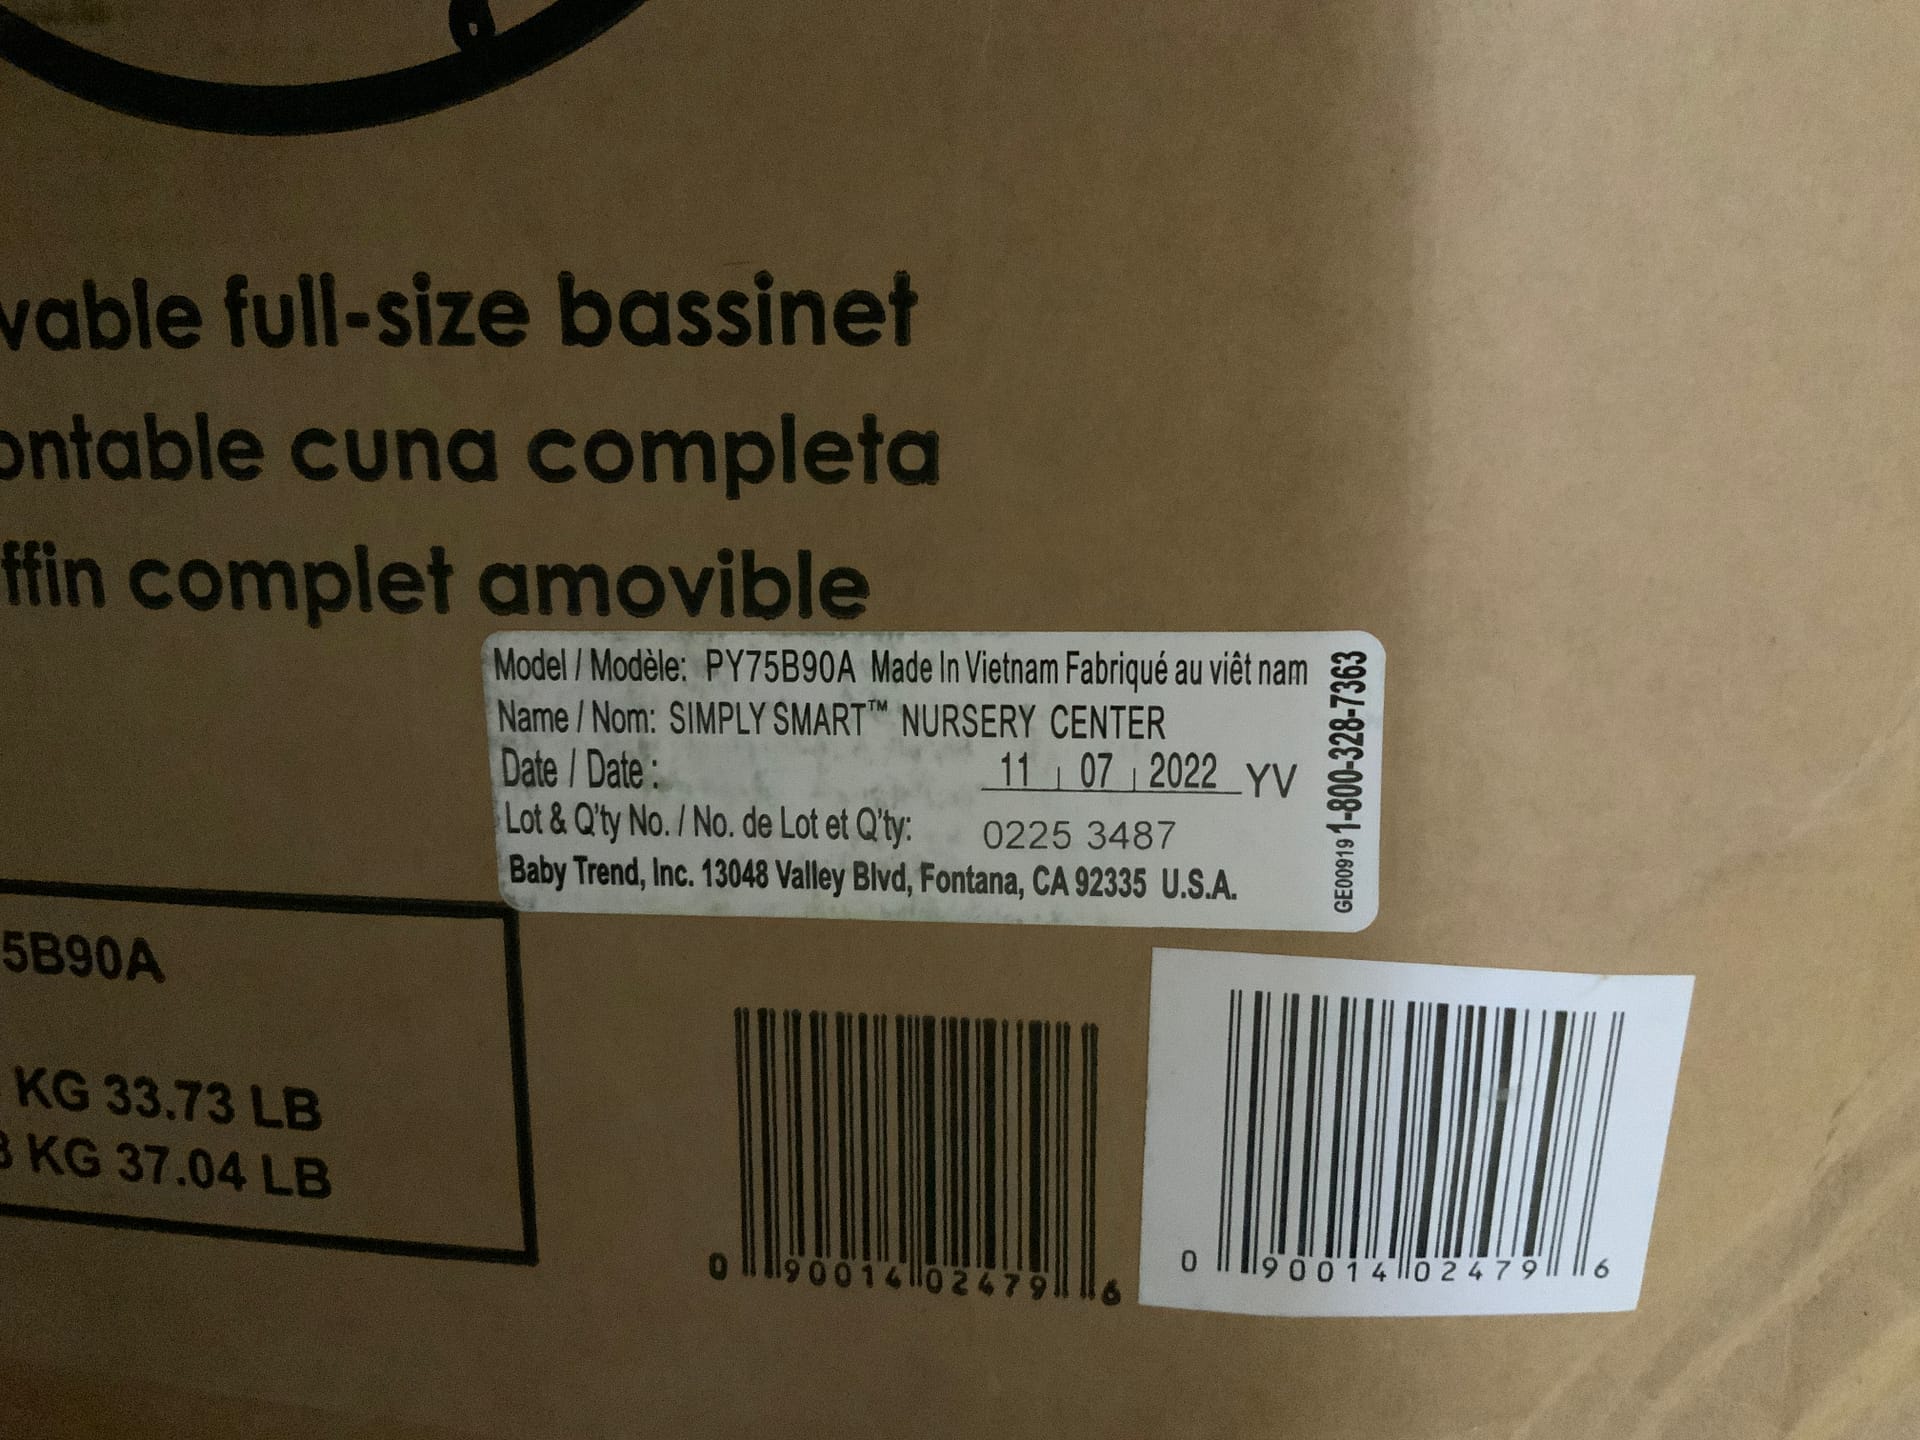 full-size bassinet
cuna completa
complet amovible
Model / Modèle: PY75B90A Made In Vietnam Fabriqué au viêt nam
Name / Nom: SIMPLY SMART™ NURSERY CENTER
Date / Date : 11 07 2022 YV
Lot & Q'ty No. / No. de Lot et Q'ty: 0225 3487
Baby Trend, Inc. 13048 Valley Blvd, Fontana, CA 92335 U.S.A.
GE00919 1-800-328-7363
5B90A
KG 33.73 LB
KG 37.04 LB
0 90014 02479 6
0 90014 02479 6